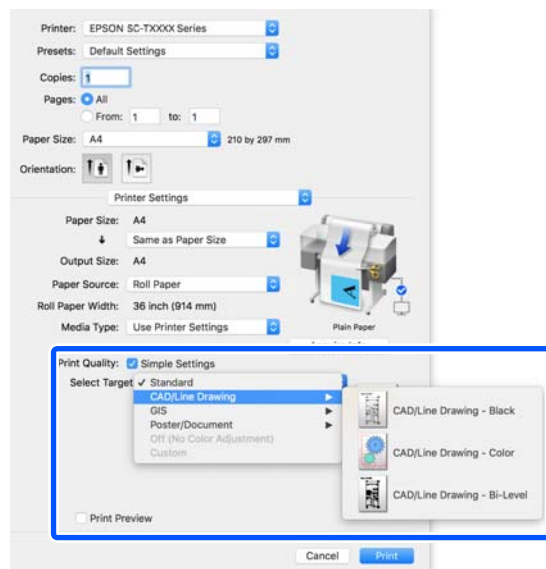 Printer: EPSON SC-TXXXX Series
Presets: Default Settings
Copies: 1
Pages: All
From: 1 to: 1
Paper Size: A4 210 by 297 mm
Orientation:
Printer Settings
Paper Size: A4
Same as Paper Size
Output Size: A4
Paper Source: Roll Paper
Roll Paper Width: 36 inch (914 mm)
Media Type: Use Printer Settings
Plain Paper
Print Quality: Simple Settings
Select Target ✓ Standard
CAD/Line Drawing
GIS
Poster/Document
Off (No Color Adjustment)
Custom
CAD/Line Drawing - Black
CAD/Line Drawing - Color
CAD/Line Drawing - Bi-Level
Print Preview
Cancel Print